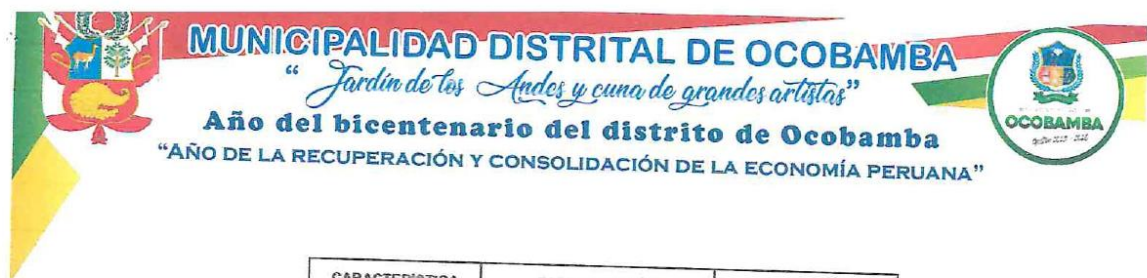 MUNICIPALIDAD DISTRITAL DE OCOBAMBA
“Jardín de los Andes y cuna de grandes artistas”
Año del bicentenario del distrito de Ocobamba
“AÑO DE LA RECUPERACIÓN Y CONSOLIDACIÓN DE LA ECONOMÍA PERUANA”
OCOBAMBA
CARACTERÍSTICA